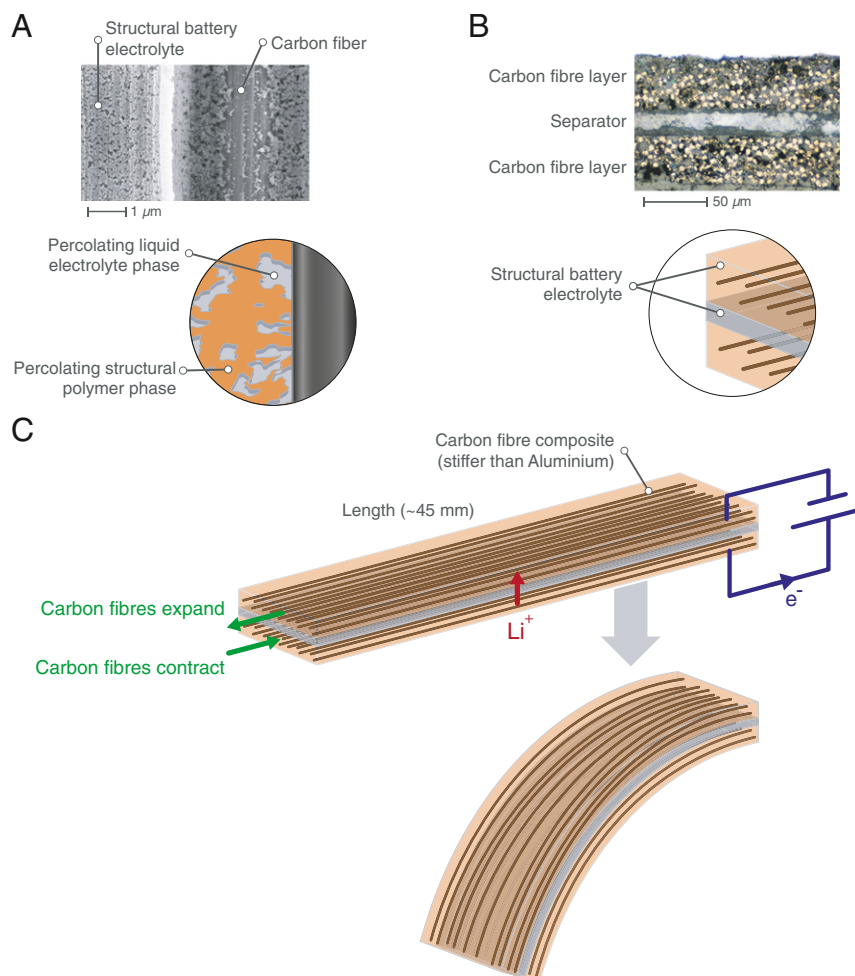 A
Structural battery
electrolyte
Carbon fiber
1 µm
Percolating liquid
electrolyte phase
Percolating structural
polymer phase
B
Carbon fibre layer
Separator
Carbon fibre layer
50 µm
Structural battery
electrolyte
C
Carbon fibre composite
(stiffer than Aluminium)
Length (~45 mm)
Carbon fibres expand
Carbon fibres contract
Li⁺
e⁻